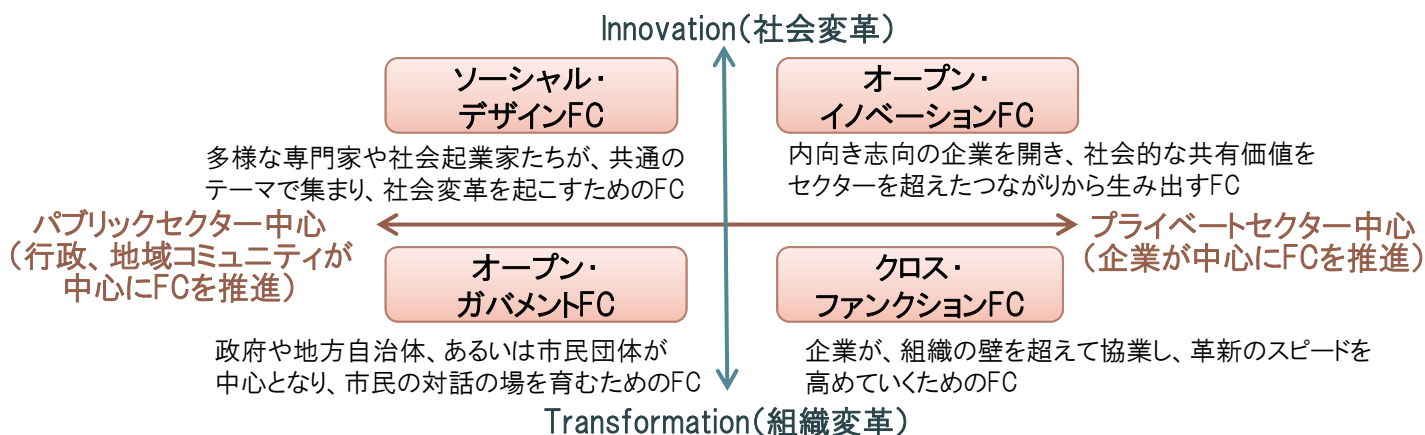 Innovation(社会変革)
ソーシャル・
デザインFC
多様な専門家や社会起業家たちが、共通の
テーマで集まり、社会変革を起こすためのFC
オープン・
イノベーションFC
内向き志向の企業を開き、社会的な共有価値を
セクターを超えたつながりから生み出すFC
パブリックセクター中心
(行政、地域コミュニティが
中心にFCを推進)
プライベートセクター中心
(企業が中心にFCを推進)
オープン・
ガバメントFC
政府や地方自治体、あるいは市民団体が
中心となり、市民の対話の場を育むためのFC
クロス・
ファンクションFC
企業が、組織の壁を超えて協業し、革新のスピードを
高めていくためのFC
Transformation(組織変革)